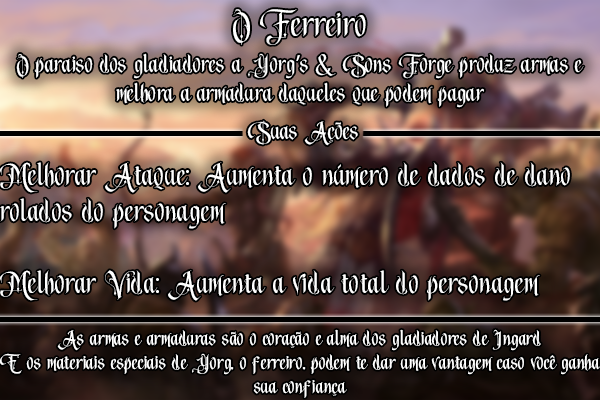 O Ferreiro
O paraiso dos gladiadores a Yorg's & Sons Forge produz armas e
melhora a armadura daqueles que podem pagar
Suas Ações
Melhorar Ataque: Aumenta o número de dados de dano
rolados do personagem
Melhorar Vida: Aumenta a vida total do personagem
As armas e armaduras são o coração e alma dos gladiadores de Ingard
E os materiais especiais de Yorg, o ferreiro, podem te dar uma vantagem caso você ganha
sua confiança